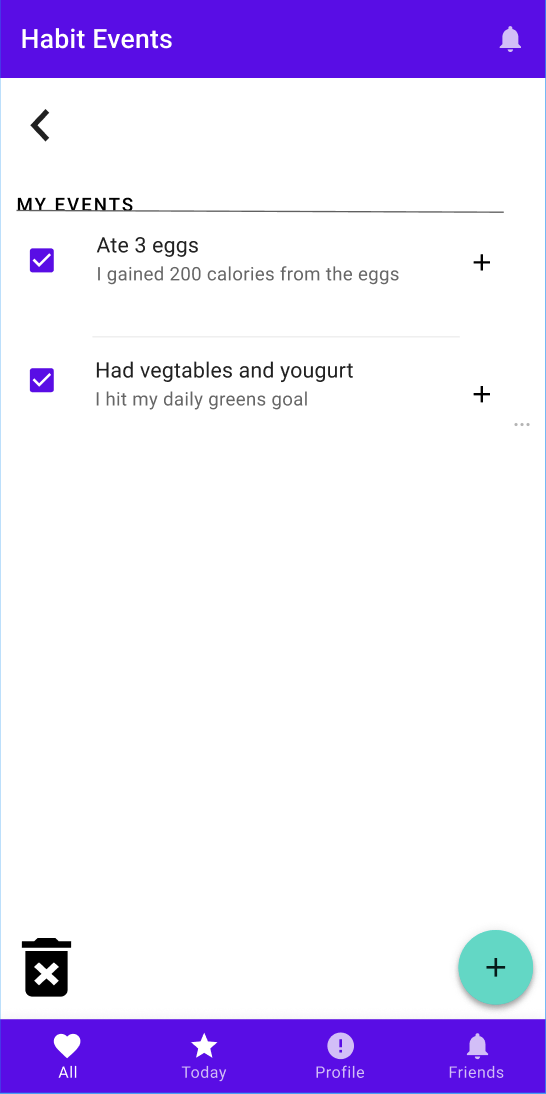 Habit Events
MY EVENTS
Ate 3 eggs
I gained 200 calories from the eggs
Had vegtables and yougurt
I hit my daily greens goal
All
Today
Profile
Friends